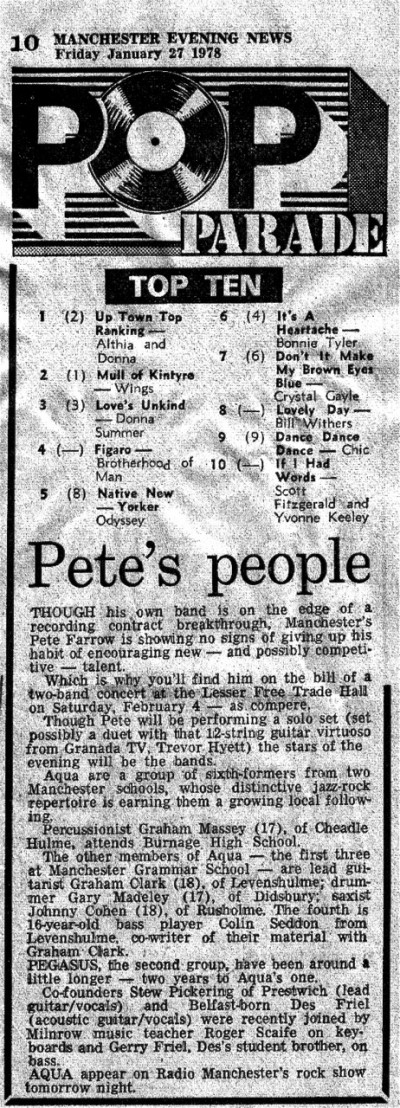 10 MANCHESTER EVENING NEWS
Friday January 27 1978
POP
PARADE
TOP TEN
1 (2) Up Town Top
Ranking —
Althia and
Donna
2 (1) Mull of Kintyre
— Wings
3 (3) Love's Unkind
— Donna
Summer
4 (—) Figaro —
Brotherhood of
Man
5 (8) Native New
— Yorker
Odyssey
6 (4) It's A
Heartache —
Bonnie Tyler
7 (6) Don't It Make
My Brown Eyes
Blue —
Crystal Gayle
8 (—) Lovely Day —
Bill Withers
9 (9) Dance Dance
Dance — Chic
10 (—) If I Had
Words —
Scott
Fitzgerald and
Yvonne Keeley
Pete's people
THOUGH his own band is on the edge of a
recording contract breakthrough, Manchester's
Pete Farrow is showing no signs of giving up his
habit of encouraging new — and possibly competi-
tive — talent.
Which is why you'll find him on the bill of a
two-band concert at the Lesser Free Trade Hall
on Saturday, February 4 — as compere.
Though Pete will be performing a solo set (set
possibly a duet with that 12-string guitar virtuoso
from Granada TV, Trevor Hyett) the stars of the
evening will be the bands.
Aqua are a group of sixth-formers from two
Manchester schools, whose distinctive jazz-rock
repertoire is earning them a growing local follow-
ing.
Percussionist Graham Massey (17), of Cheadle
Hulme, attends Burnage High School.
The other members of Aqua — the first three
at Manchester Grammar School — are lead gui-
tarist Graham Clark (18), of Levenshulme; drum-
mer Gary Madeley (17), of Didsbury; saxist
Johnny Cohen (18), of Rusholme. The fourth is
16-year-old bass player Colin Seddon from
Levenshulme, co-writer of their material with
Graham Clark.
PEGASUS, the second group, have been around a
little longer — two years to Aqua's one.
Co-founders Stew Pickering of Prestwich (lead
guitar/vocals) and Belfast-born Des Friel
(acoustic guitar/vocals) were recently joined by
Milnrow music teacher Roger Scaife on key-
boards and Gerry Friel, Des's student brother, on
bass.
AQUA appear on Radio Manchester's rock show
tomorrow night.